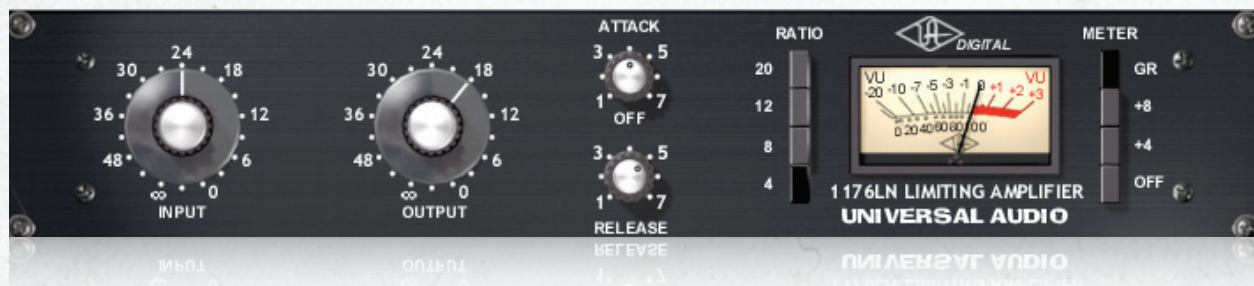 24
30 18
36 12
48 6
∞ 0
INPUT
24
30 18
36 12
48 6
∞ 0
OUTPUT
ATTACK
3 5
1 7
OFF
3 5
1 7
RELEASE
RATIO
20
12
8
4
UA DIGITAL
VU VU
-20 -10 -7 -5 -3 -1 0 +1 +2 +3
0 20 40 60 80 100
UA
1176LN LIMITING AMPLIFIER
UNIVERSAL AUDIO
METER
GR
+8
+4
OFF